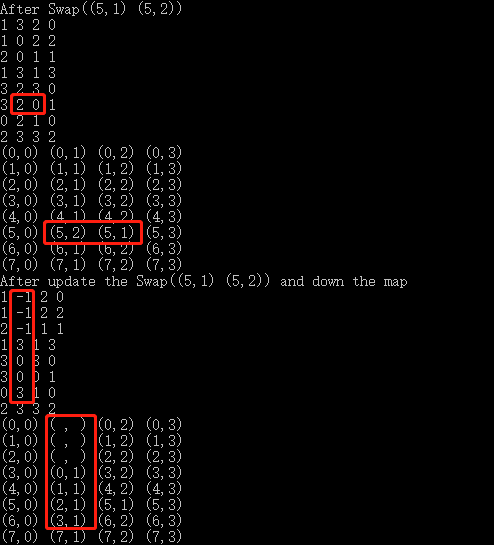 After Swap((5,1) (5,2))
1 3 2 0
1 0 2 2
2 0 1 1
1 3 1 3
3 2 3 0
3 2 0 1
0 2 1 0
2 3 3 2
(0,0) (0,1) (0,2) (0,3)
(1,0) (1,1) (1,2) (1,3)
(2,0) (2,1) (2,2) (2,3)
(3,0) (3,1) (3,2) (3,3)
(4,0) (4,1) (4,2) (4,3)
(5,0) (5,2) (5,1) (5,3)
(6,0) (6,1) (6,2) (6,3)
(7,0) (7,1) (7,2) (7,3)
After update the Swap((5,1) (5,2)) and down the map
1 -1 2 0
1 -1 2 2
2 -1 1 1
1 3 1 3
3 0 3 0
3 0 0 1
0 3 1 0
2 3 3 2
(0,0) ( , ) (0,2) (0,3)
(1,0) ( , ) (1,2) (1,3)
(2,0) ( , ) (2,2) (2,3)
(3,0) (0,1) (3,2) (3,3)
(4,0) (1,1) (4,2) (4,3)
(5,0) (2,1) (5,1) (5,3)
(6,0) (3,1) (6,2) (6,3)
(7,0) (7,1) (7,2) (7,3)